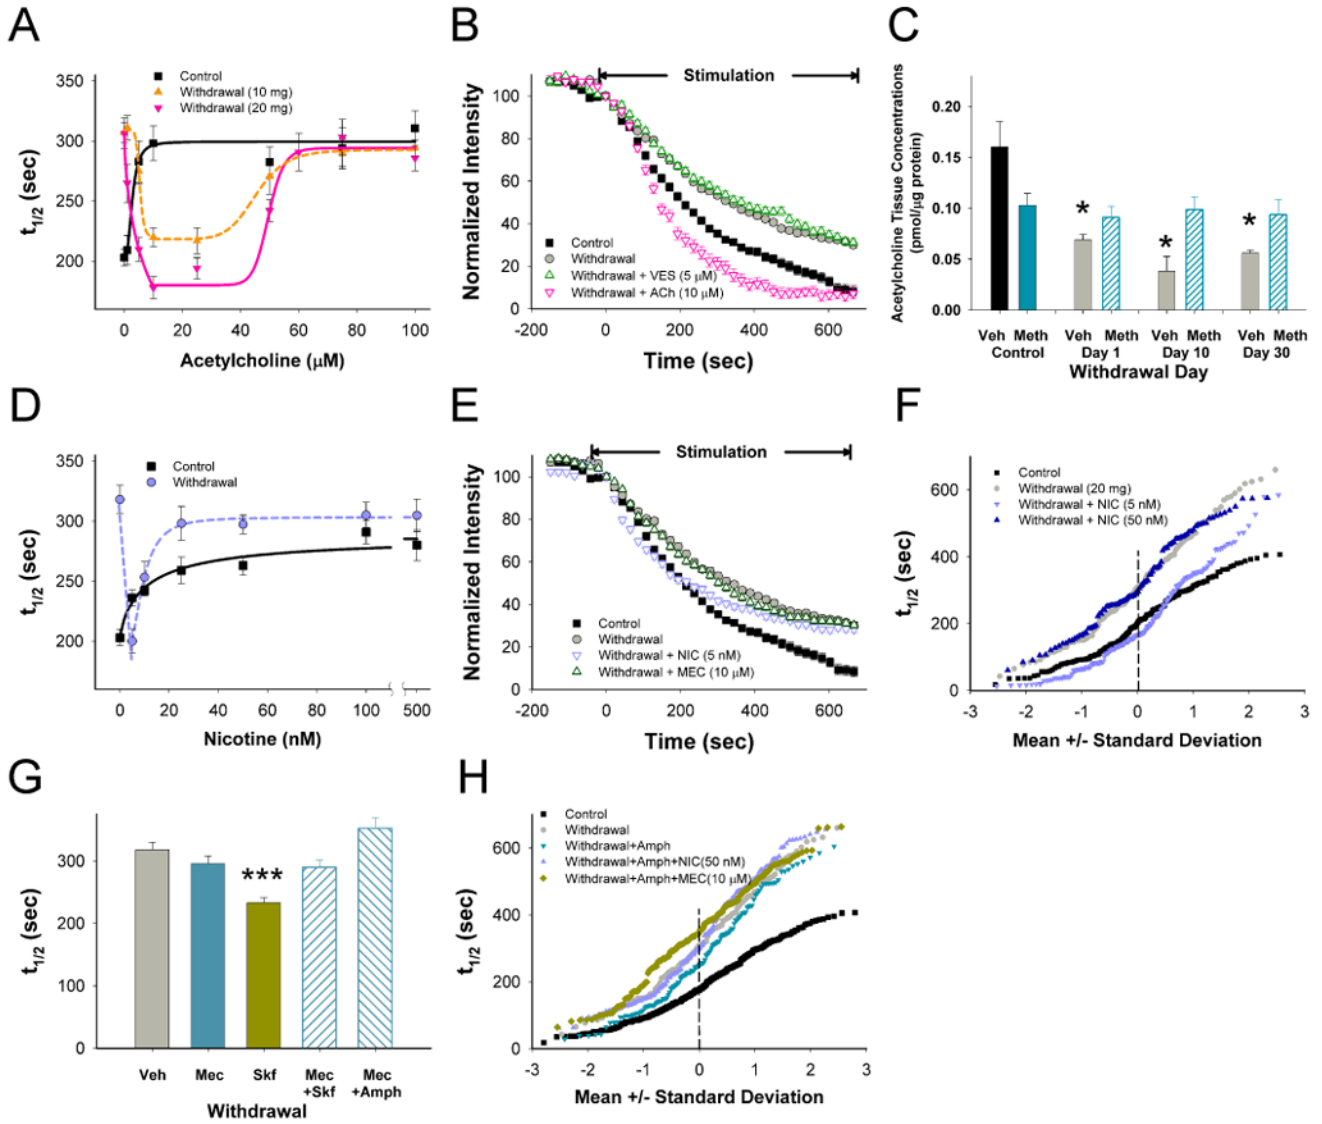 A
350
300
250
200
t1/2 (sec)
Control
Withdrawal (10 mg)
Withdrawal (20 mg)
0
20
40
60
80
100
Acetylcholine (μM)
B
Stimulation
100
80
60
40
20
0
Normalized Intensity
Control
Withdrawal
Withdrawal + VES (5 μM)
Withdrawal + ACh (10 μM)
-200
0
200
400
600
Time (sec)
C
Acetylcholine Tissue Concentrations
(pmol/μg protein)
0.20
0.15
0.10
0.05
0.00
*
*
*
Veh Meth Veh Meth Veh Meth Veh Meth
Control Day 1 Day 10 Day 30
Withdrawal Day
D
350
300
250
200
t1/2 (sec)
Control
Withdrawal
0
20
40
60
80
100
500
Nicotine (nM)
E
Stimulation
100
80
60
40
20
0
Normalized Intensity
Control
Withdrawal
Withdrawal + NIC (5 nM)
Withdrawal + MEC (10 μM)
-200
0
200
400
600
Time (sec)
F
600
400
200
0
t1/2 (sec)
Control
Withdrawal (20 mg)
Withdrawal + NIC (5 nM)
Withdrawal + NIC (50 nM)
-3
-2
-1
0
1
2
3
Mean +/- Standard Deviation
G
300
200
100
0
t1/2 (sec)
***
Veh Mec Skf Mec Mec
+Skf +Amph
Withdrawal
H
600
400
200
0
t1/2 (sec)
Control
Withdrawal
Withdrawal+Amph
Withdrawal+Amph+NIC(50 nM)
Withdrawal+Amph+MEC(10 μM)
-3
-2
-1
0
1
2
3
Mean +/- Standard Deviation